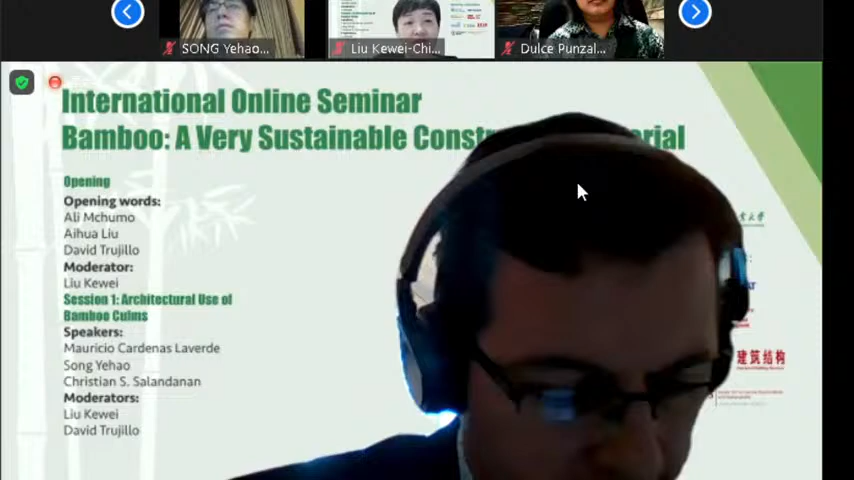 SONG Yehao...
Liu Kewei-Chi...
Dulce Punzal...
International Online Seminar
Bamboo: A Very Sustainable Const
rial
Opening
Opening words:
Ali Mchumo
Aihua Liu
David Trujillo
Moderator:
Liu Kewei
Session 1: Architectural Use of
Bamboo Culms
Speakers:
Mauricio Cardenas Laverde
Song Yehao
Christian S. Salandanan
Moderators:
Liu Kewei
David Trujillo
建筑结构